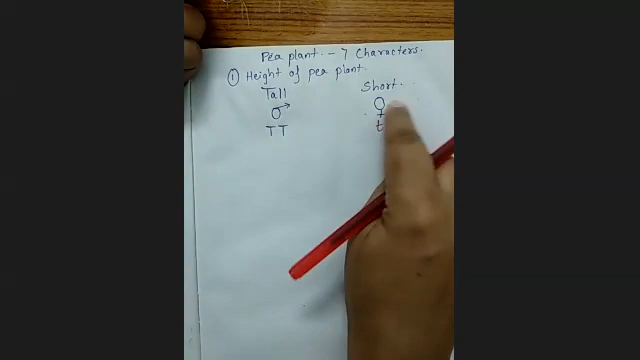 Pea plant. - 7 Characters.
① Height of pea plant.
Tall Short.
♂ ♀
TT t